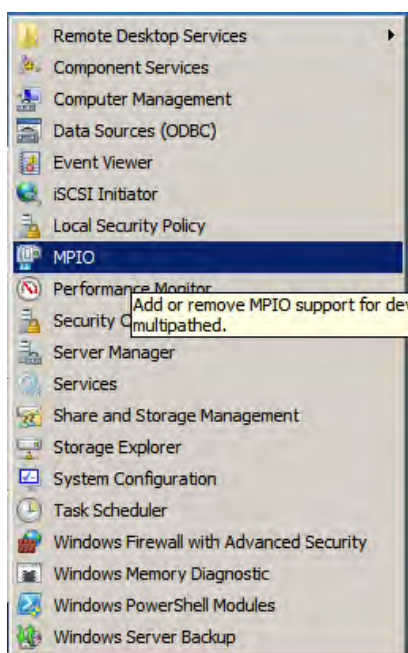 Remote Desktop Services
Component Services
Computer Management
Data Sources (ODBC)
Event Viewer
iSCSI Initiator
Local Security Policy
MPIO
Performance Monitor
Add or remove MPIO support for dev
Security C
multipathed.
Server Manager
Services
Share and Storage Management
Storage Explorer
System Configuration
Task Scheduler
Windows Firewall with Advanced Security
Windows Memory Diagnostic
Windows PowerShell Modules
Windows Server Backup